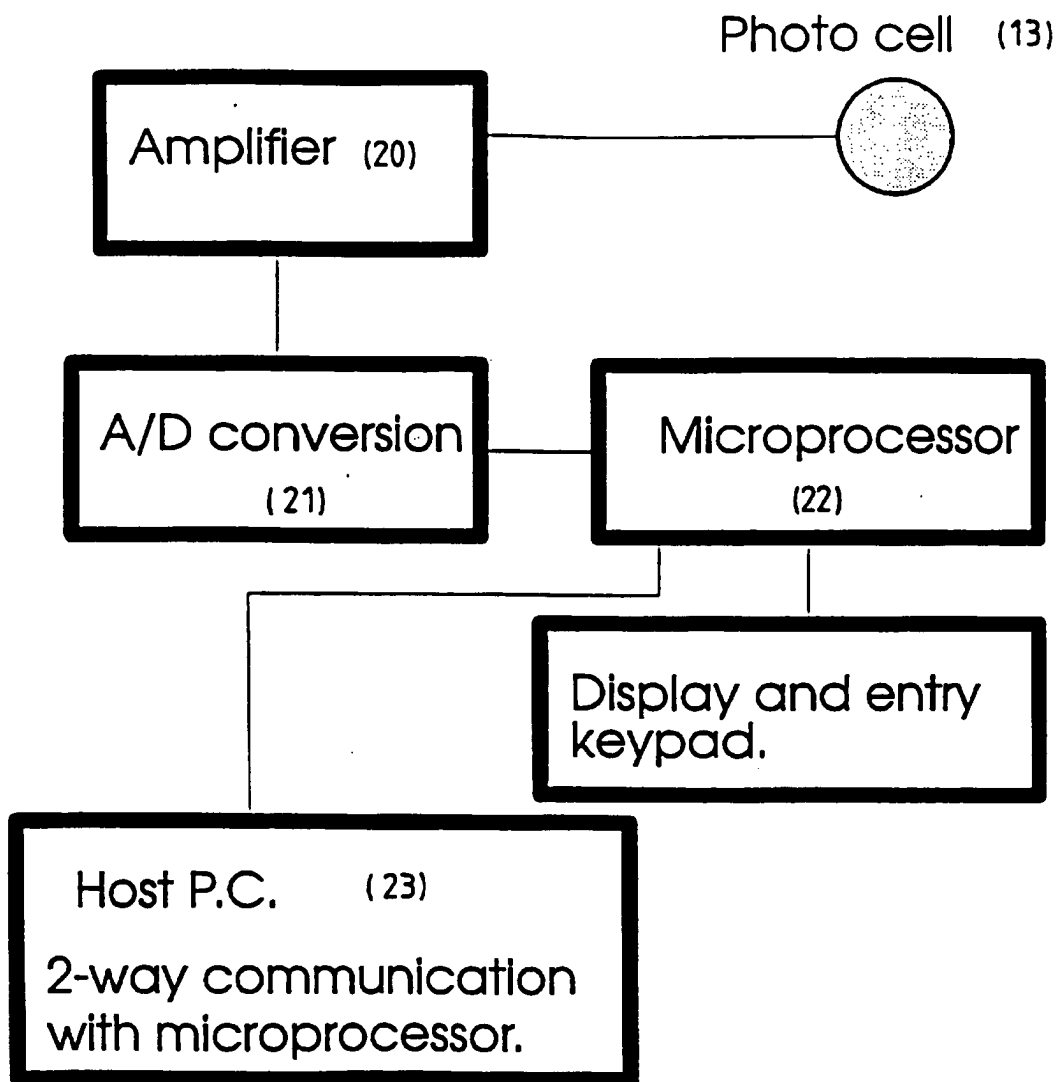 Photo cell (13)
Amplifier (20)
A/D conversion
(21)
Microprocessor
(22)
Display and entry
keypad.
Host P.C. (23)
2-way communication
with microprocessor.